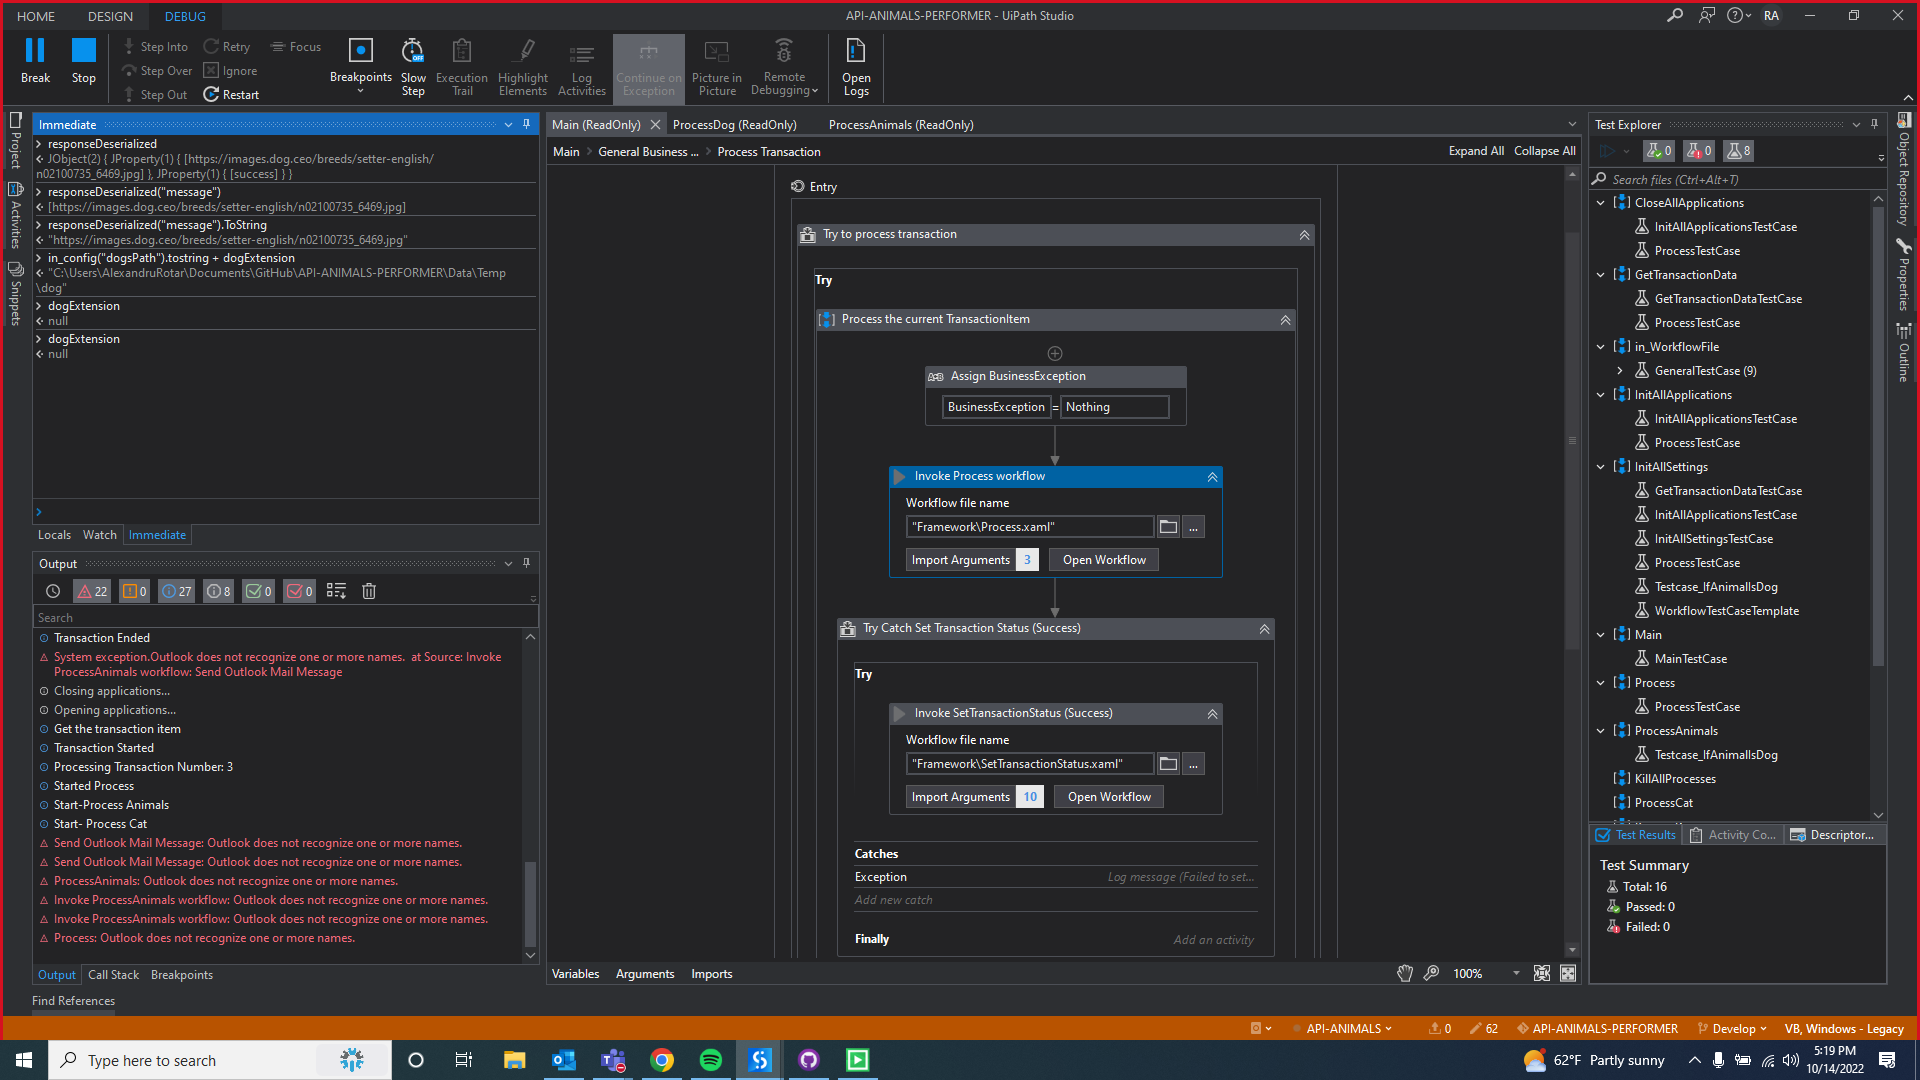 HOME DESIGN DEBUG
API-ANIMALS-PERFORMER - UiPath Studio
RA
Break
Stop
Step Into
Step Over
Step Out
Retry
Ignore
Restart
Focus
Breakpoints
Slow Step
OFF
Execution Trail
Highlight Elements
Log Activities
Continue on Exception
Picture in Picture
Remote Debugging
Open Logs
Project
Activities
Snippets
Immediate
responseDeserialized
JObject(2) { JProperty(1) { [https://images.dog.ceo/breeds/setter-english/
n02100735_6469.jpg] }, JProperty(1) { [success] } }
responseDeserialized("message")
[https://images.dog.ceo/breeds/setter-english/n02100735_6469.jpg]
responseDeserialized("message").ToString
"https://images.dog.ceo/breeds/setter-english/n02100735_6469.jpg"
in_config("dogsPath").tostring + dogExtension
"C:\Users\AlexandruRotar\Documents\GitHub\API-ANIMALS-PERFORMER\Data\Temp
\dog"
dogExtension
null
dogExtension
null
Locals Watch Immediate
Output
22 0 27 8 0 0
Search
Transaction Ended
System exception.Outlook does not recognize one or more names.  at Source: Invoke
ProcessAnimals workflow: Send Outlook Mail Message
Closing applications...
Opening applications...
Get the transaction item
Transaction Started
Processing Transaction Number: 3
Started Process
Start-Process Animals
Start- Process Cat
Send Outlook Mail Message: Outlook does not recognize one or more names.
Send Outlook Mail Message: Outlook does not recognize one or more names.
ProcessAnimals: Outlook does not recognize one or more names.
Invoke ProcessAnimals workflow: Outlook does not recognize one or more names.
Invoke ProcessAnimals workflow: Outlook does not recognize one or more names.
Process: Outlook does not recognize one or more names.
Output Call Stack Breakpoints
Find References
Main (ReadOnly) ProcessDog (ReadOnly) ProcessAnimals (ReadOnly)
Main > General Business ... > Process Transaction
Expand All Collapse All
Entry
Try to process transaction
Try
Process the current TransactionItem
Assign BusinessException
BusinessException = Nothing
Invoke Process workflow
Workflow file name
"Framework\Process.xaml"
...
Import Arguments 3
Open Workflow
Try Catch Set Transaction Status (Success)
Try
Invoke SetTransactionStatus (Success)
Workflow file name
"Framework\SetTransactionStatus.xaml"
...
Import Arguments 10
Open Workflow
Catches
Exception
Log message (Failed to set...
Add new catch
Finally
Add an activity
Variables Arguments Imports
100%
Test Explorer
0 0 8
Search files (Ctrl+Alt+T)
CloseAllApplications
InitAllApplicationsTestCase
ProcessTestCase
GetTransactionData
GetTransactionDataTestCase
ProcessTestCase
in_WorkflowFile
GeneralTestCase (9)
InitAllApplications
InitAllApplicationsTestCase
ProcessTestCase
InitAllSettings
GetTransactionDataTestCase
InitAllApplicationsTestCase
InitAllSettingsTestCase
ProcessTestCase
Testcase_IfAnimalIsDog
WorkflowTestCaseTemplate
Main
MainTestCase
Process
ProcessTestCase
ProcessAnimals
Testcase_IfAnimalIsDog
KillAllProcesses
ProcessCat
Test Results Activity Co... Descriptor...
Test Summary
Total: 16
Passed: 0
Failed: 0
Object Repository
Properties
Outline
API-ANIMALS
0
62
API-ANIMALS-PERFORMER
Develop
VB, Windows - Legacy
Type here to search
62°F Partly sunny
5:19 PM
10/14/2022